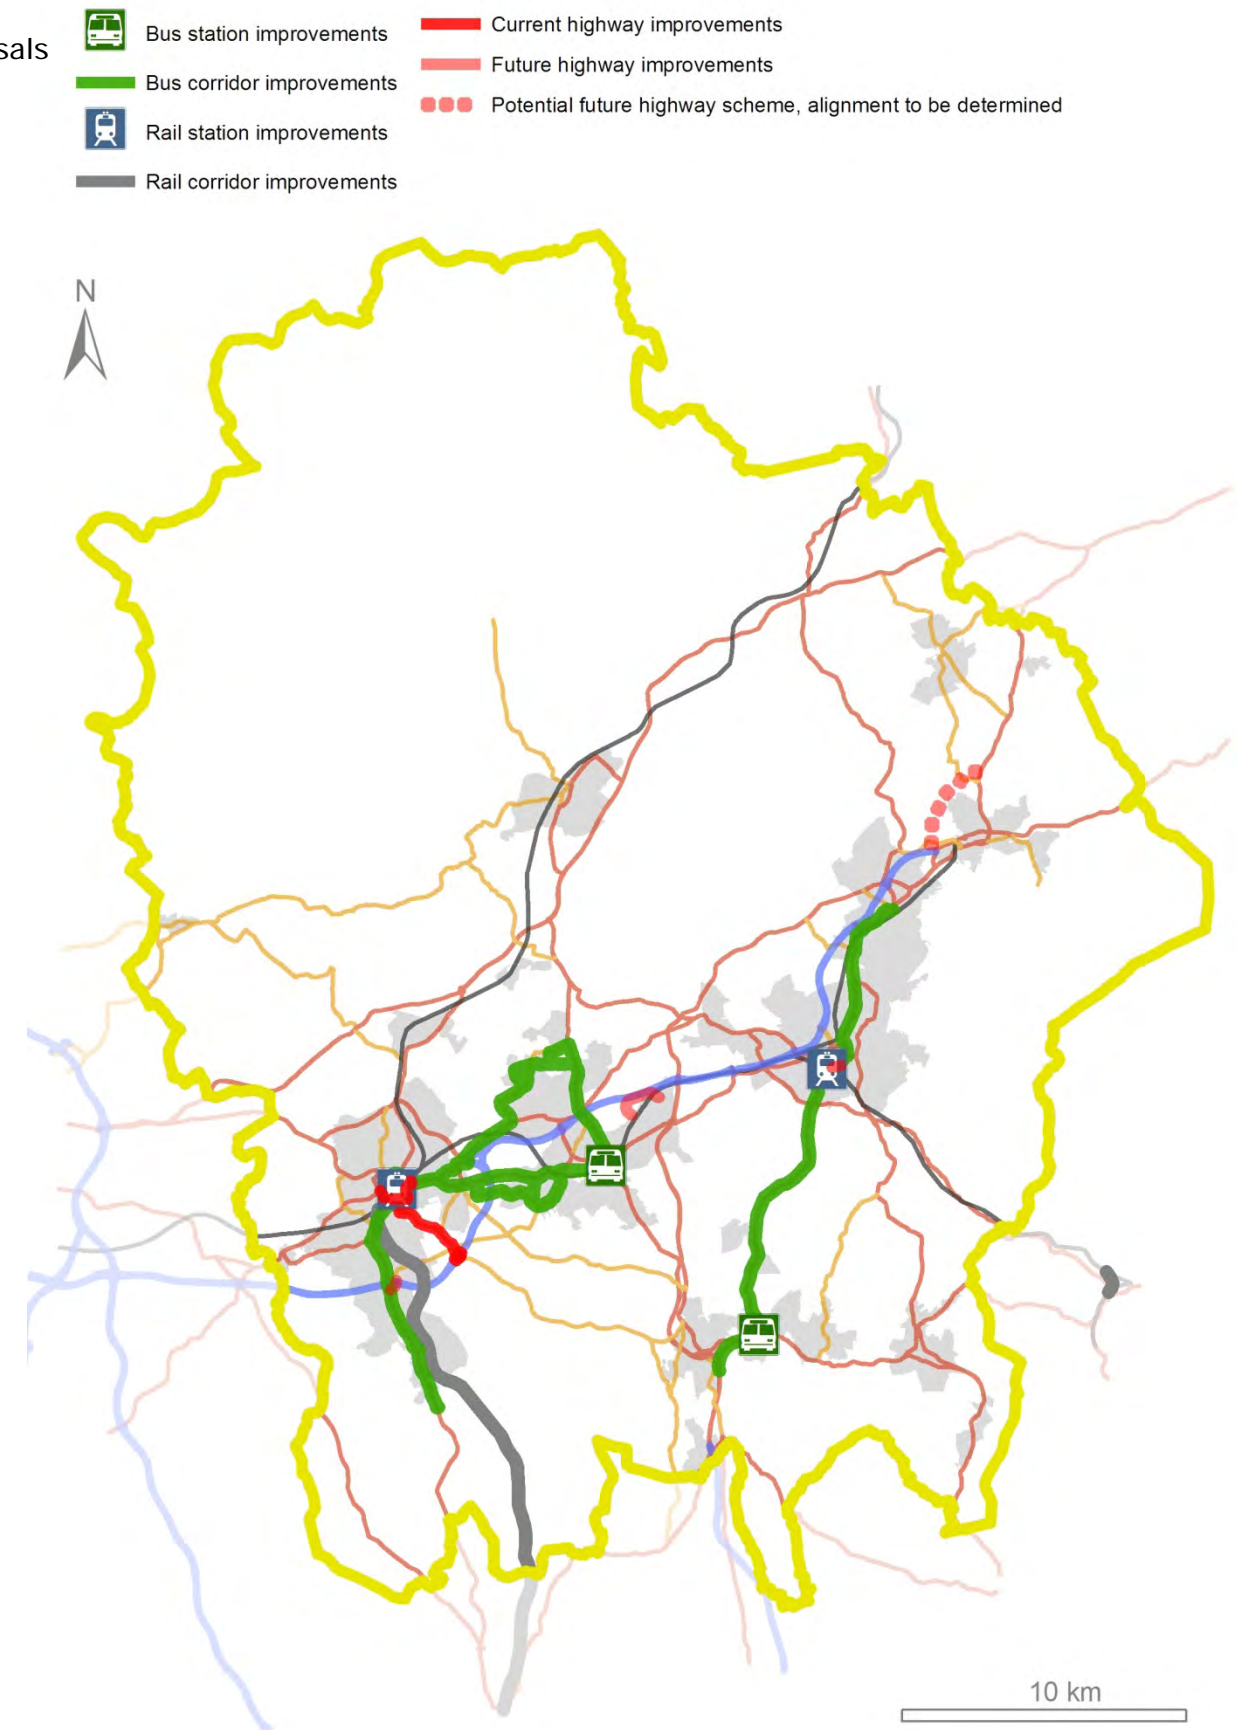 sals
Bus station improvements
Bus corridor improvements
Rail station improvements
Rail corridor improvements
Current highway improvements
Future highway improvements
Potential future highway scheme, alignment to be determined
N
10 km